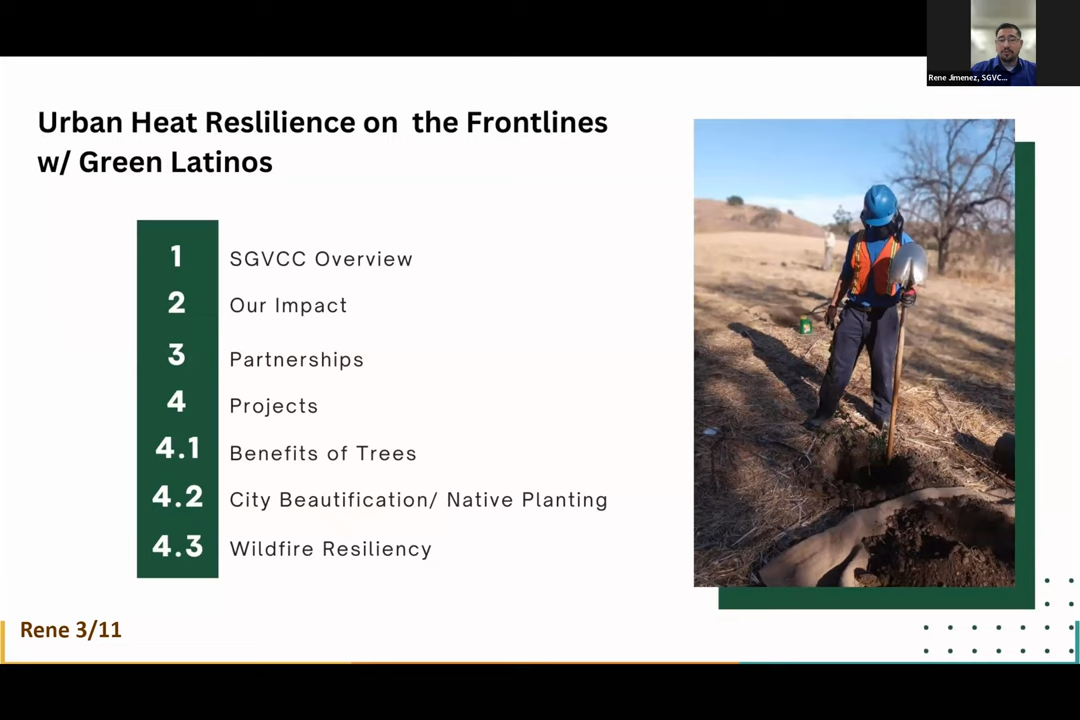 Rene Jimenez, SGVC...
Urban Heat Reslilience on the Frontlines
w/ Green Latinos
1 SGVCC Overview
2 Our Impact
3 Partnerships
4 Projects
4.1 Benefits of Trees
4.2 City Beautification/ Native Planting
4.3 Wildfire Resiliency
Rene 3/11